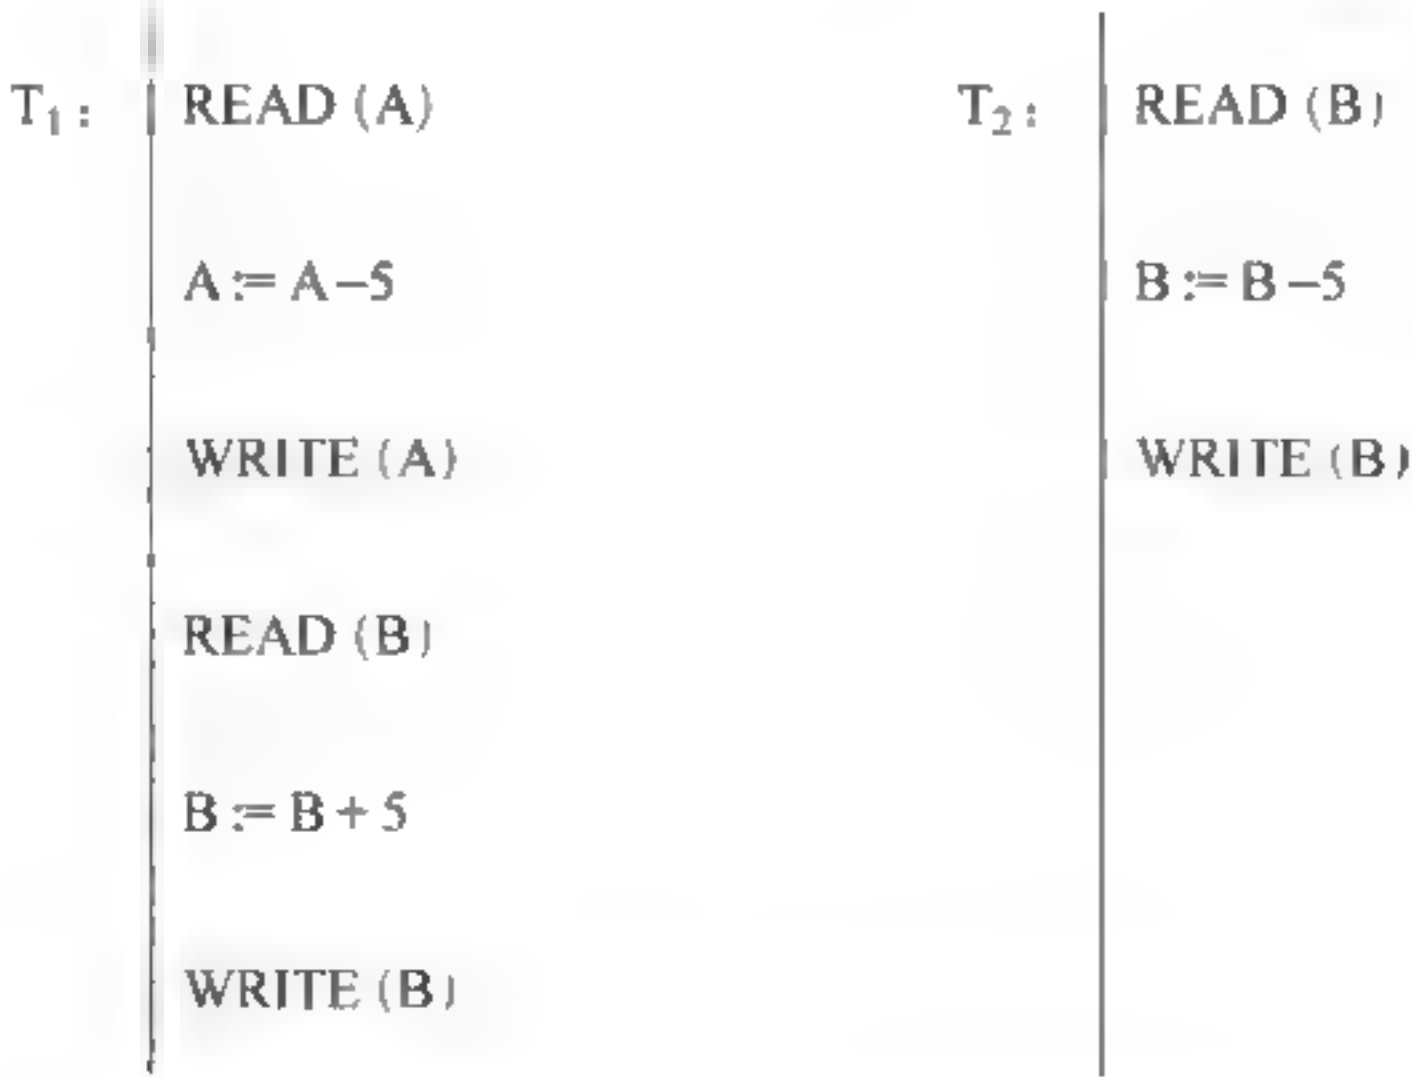 T₁: READ (A)
A := A –5
WRITE (A)
READ (B)
B := B + 5
WRITE (B)
T₂: READ (B)
B := B –5
WRITE (B)